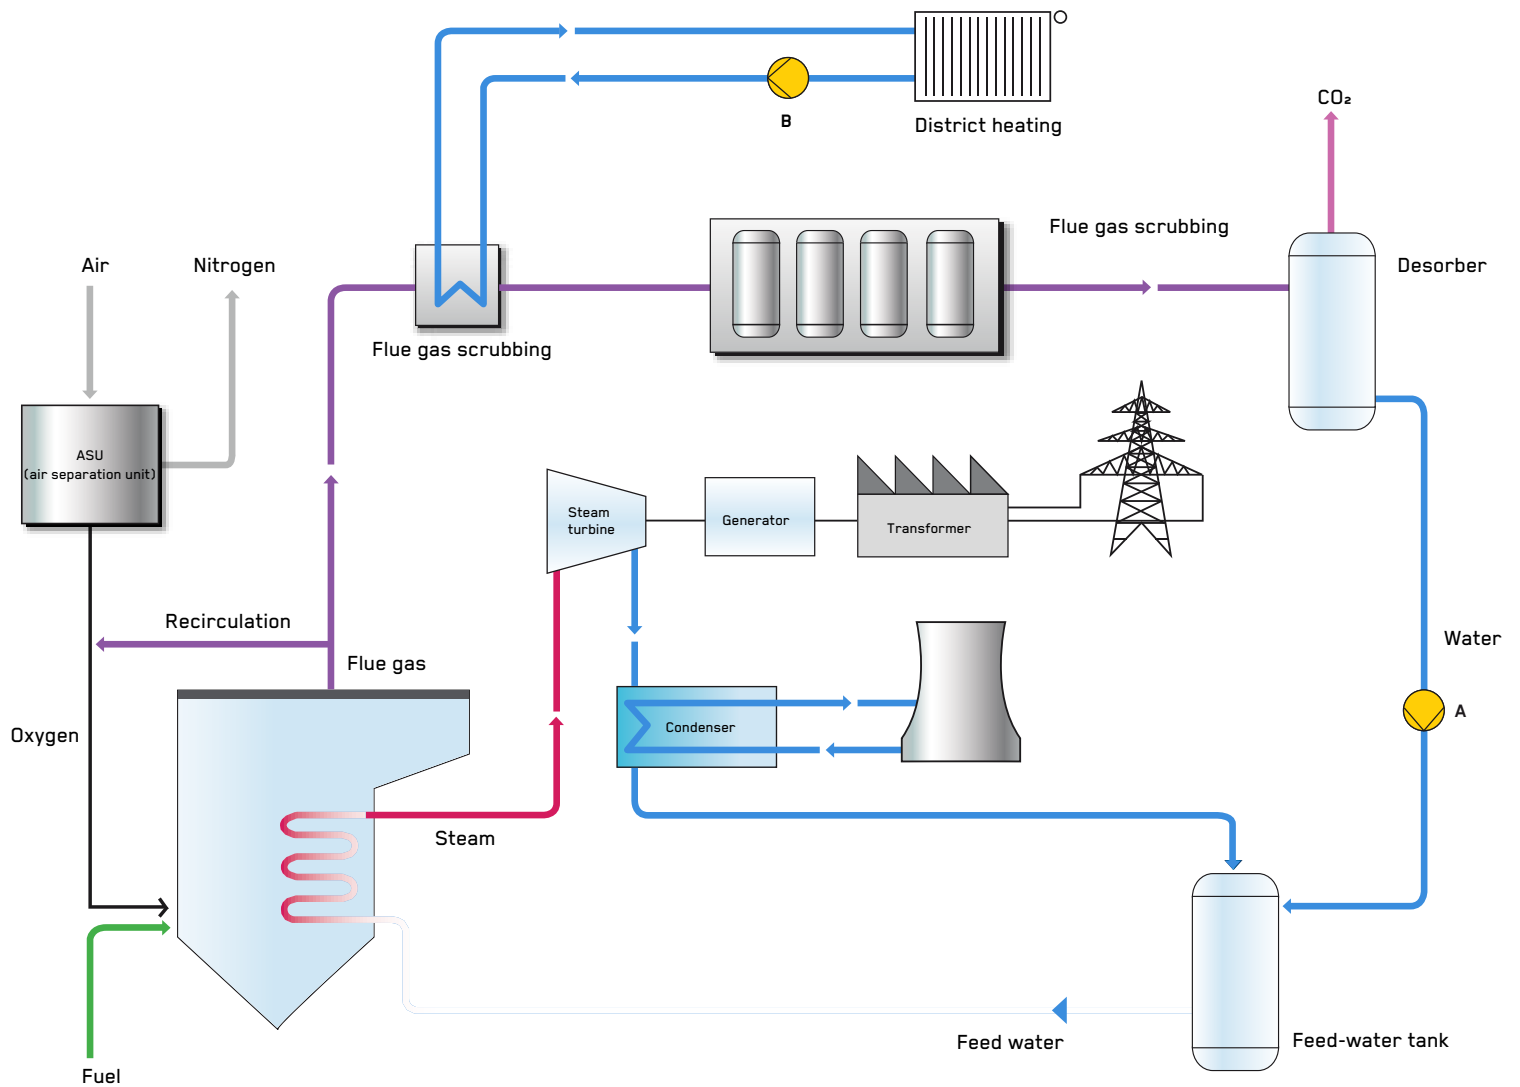 B
District heating
CO₂
Flue gas scrubbing
Air
Nitrogen
Desorber
Flue gas scrubbing
ASU
(air separation unit)
Steam
turbine
Generator
Transformer
Recirculation
Flue gas
Water
Oxygen
Condenser
A
Steam
Feed water
Feed-water tank
Fuel